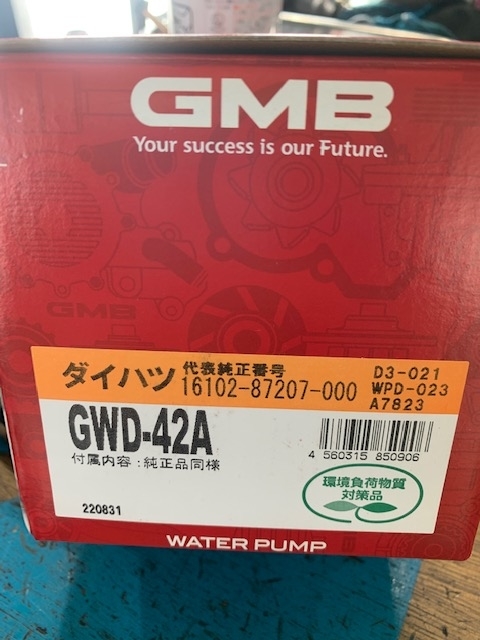 GMB
Your success is our Future.
GMB
ダイハツ 代表純正番号 D3-021
16102-87207-000 WPD-023
A7823
GWD-42A
付属内容:純正品同様
4 560315 850906
環境負荷物質
対策品
220831
WATER PUMP